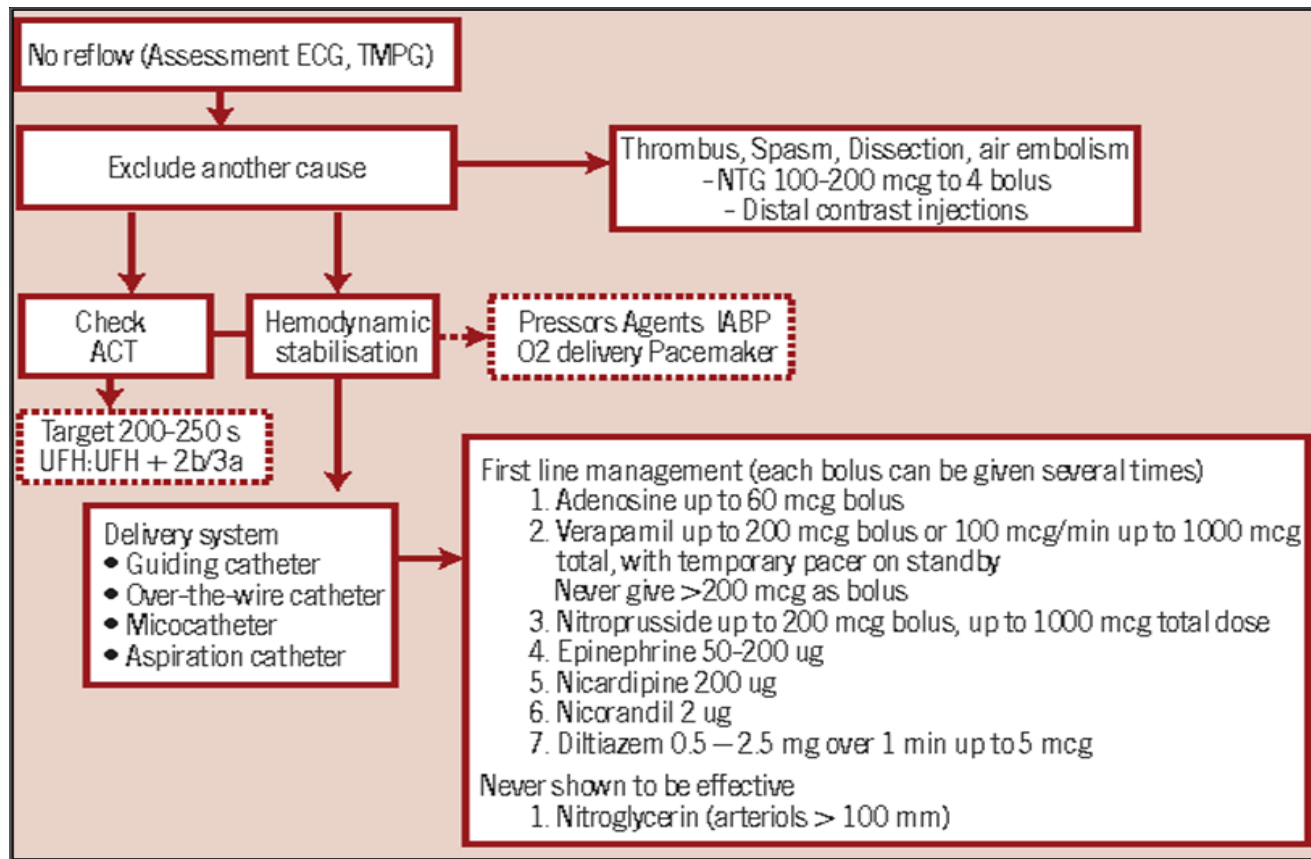 No reflow (Assessment ECG, TMPG)
Exclude another cause
Thrombus, Spasm, Dissection, air embolism
-NTG 100-200 mcg to 4 bolus
- Distal contrast injections
Check
ACT
Hemodynamic
stabilisation
Pressors Agents IABP
O2 delivery Pacemaker
Target 200-250 s
UFH:UFH + 2b/3a
Delivery system
• Guiding catheter
• Over-the-wire catheter
• Micocatheter
• Aspiration catheter
First line management (each bolus can be given several times)
1. Adenosine up to 60 mcg bolus
2. Verapamil up to 200 mcg bolus or 100 mcg/min up to 1000 mcg
total, with temporary pacer on standby
Never give >200 mcg as bolus
3. Nitroprusside up to 200 mcg bolus, up to 1000 mcg total dose
4. Epinephrine 50-200 ug
5. Nicardipine 200 ug
6. Nicorandil 2 ug
7. Diltiazem 0.5 – 2.5 mg over 1 min up to 5 mcg
Never shown to be effective
1. Nitroglycerin (arteriols > 100 mm)